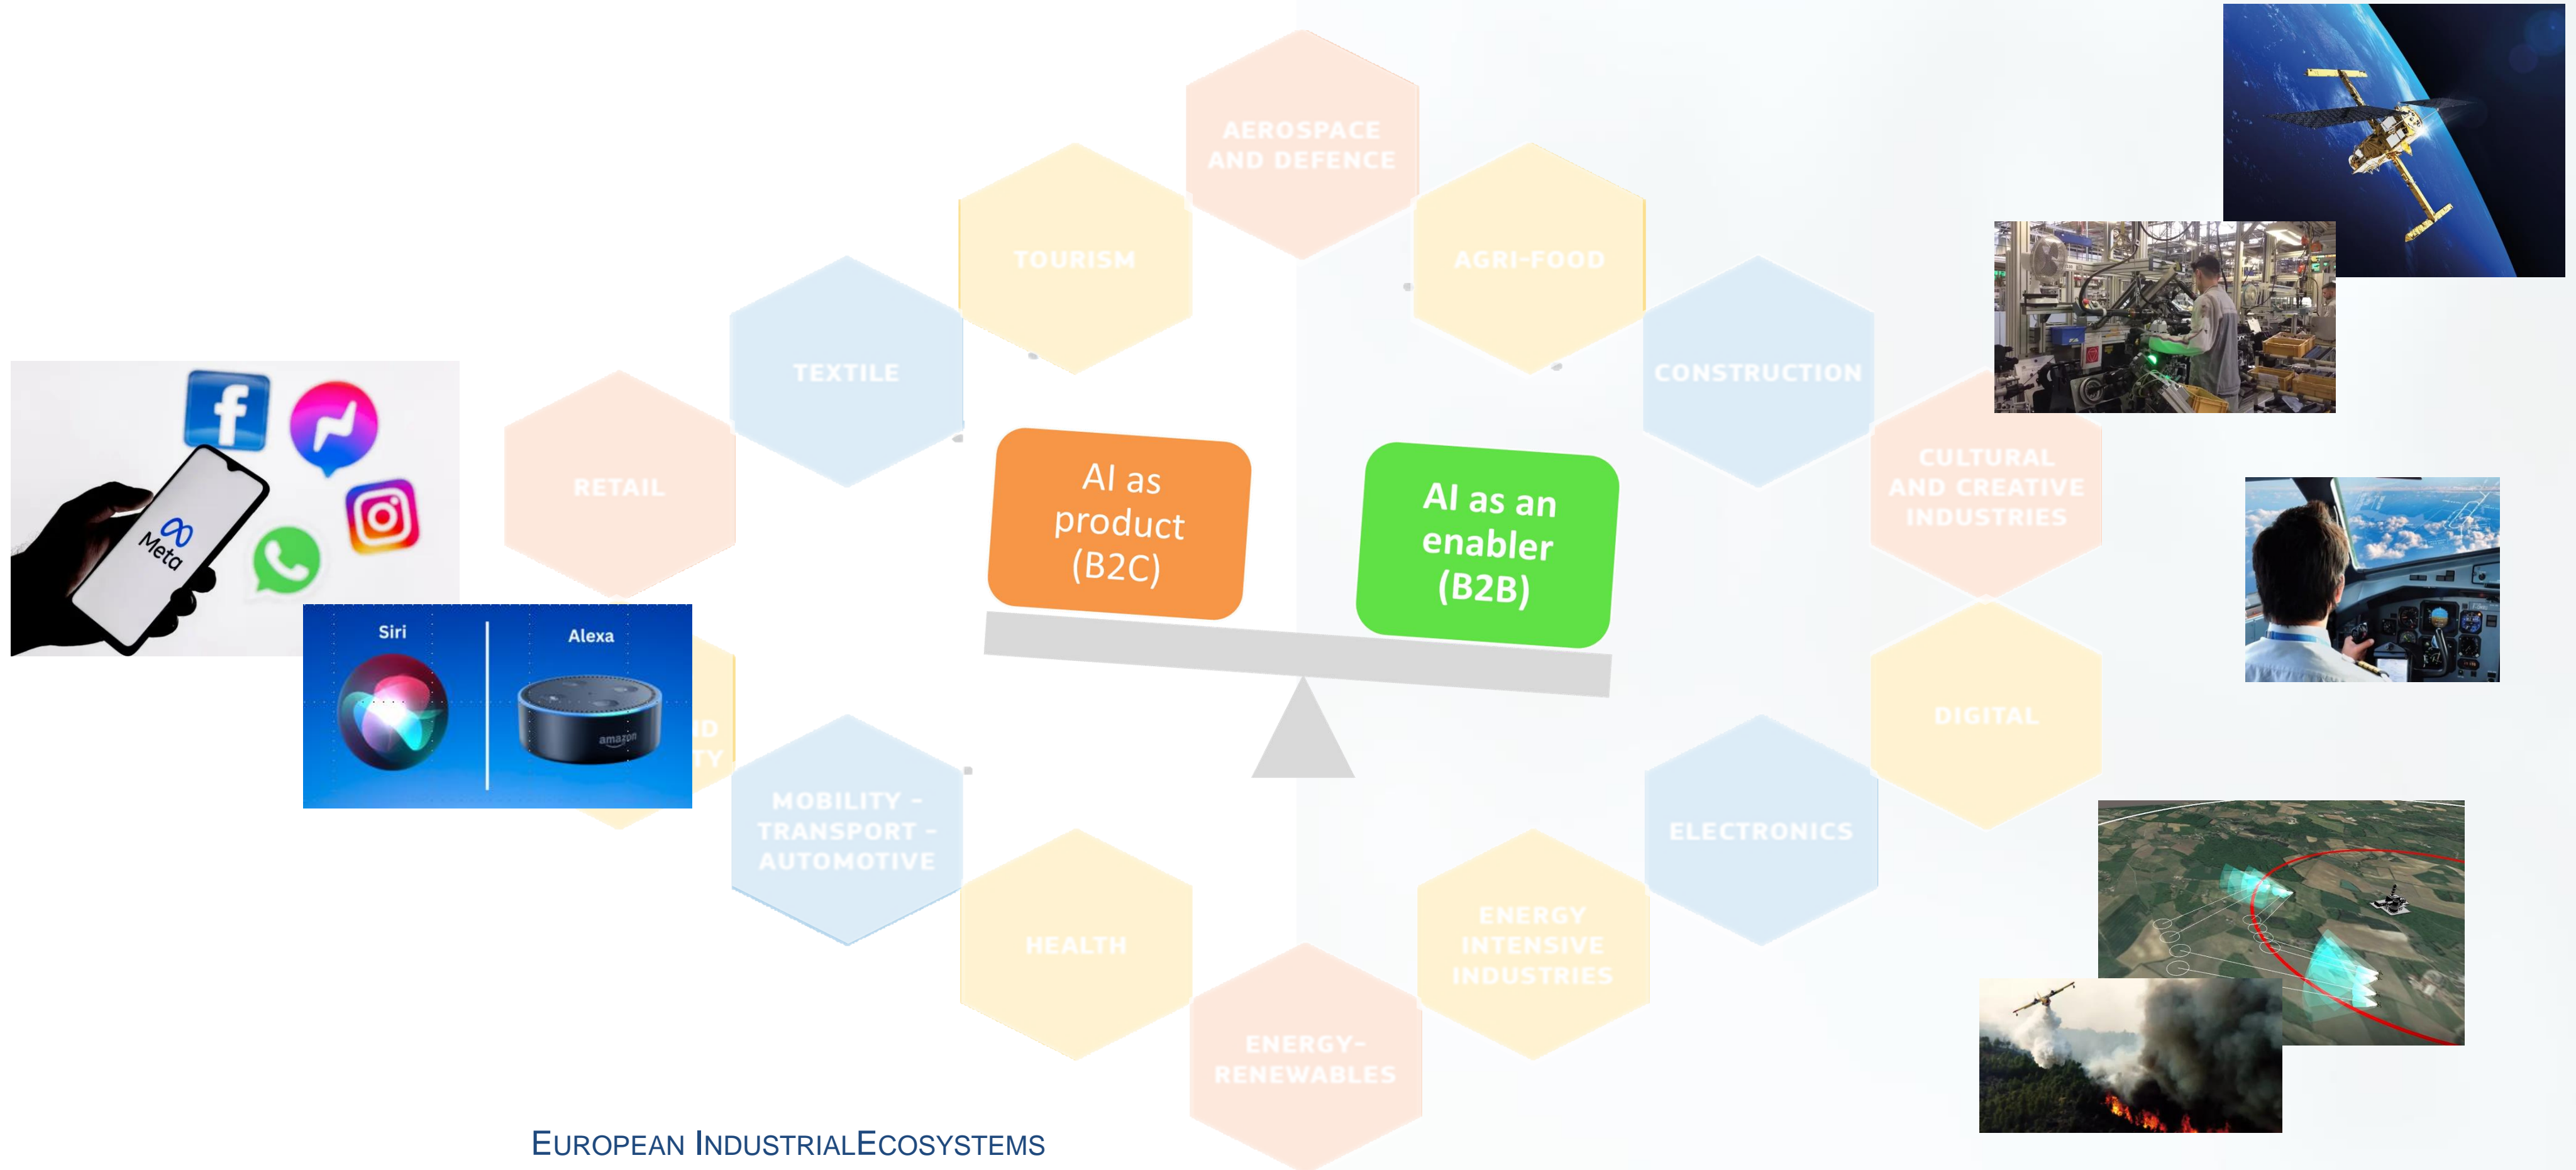 AEROSPACE
AND DEFENCE
TOURISM
AGRI-FOOD
TEXTILE
CONSTRUCTION
RETAIL
CULTURAL
AND CREATIVE
INDUSTRIES
AI as
product
(B2C)
AI as an
enabler
(B2B)
Meta
Siri
Alexa
amazon
ND
TY
DIGITAL
MOBILITY -
TRANSPORT -
AUTOMOTIVE
ELECTRONICS
HEALTH
ENERGY
INTENSIVE
INDUSTRIES
ENERGY-
RENEWABLES
EUROPEAN INDUSTRIALECOSYSTEMS